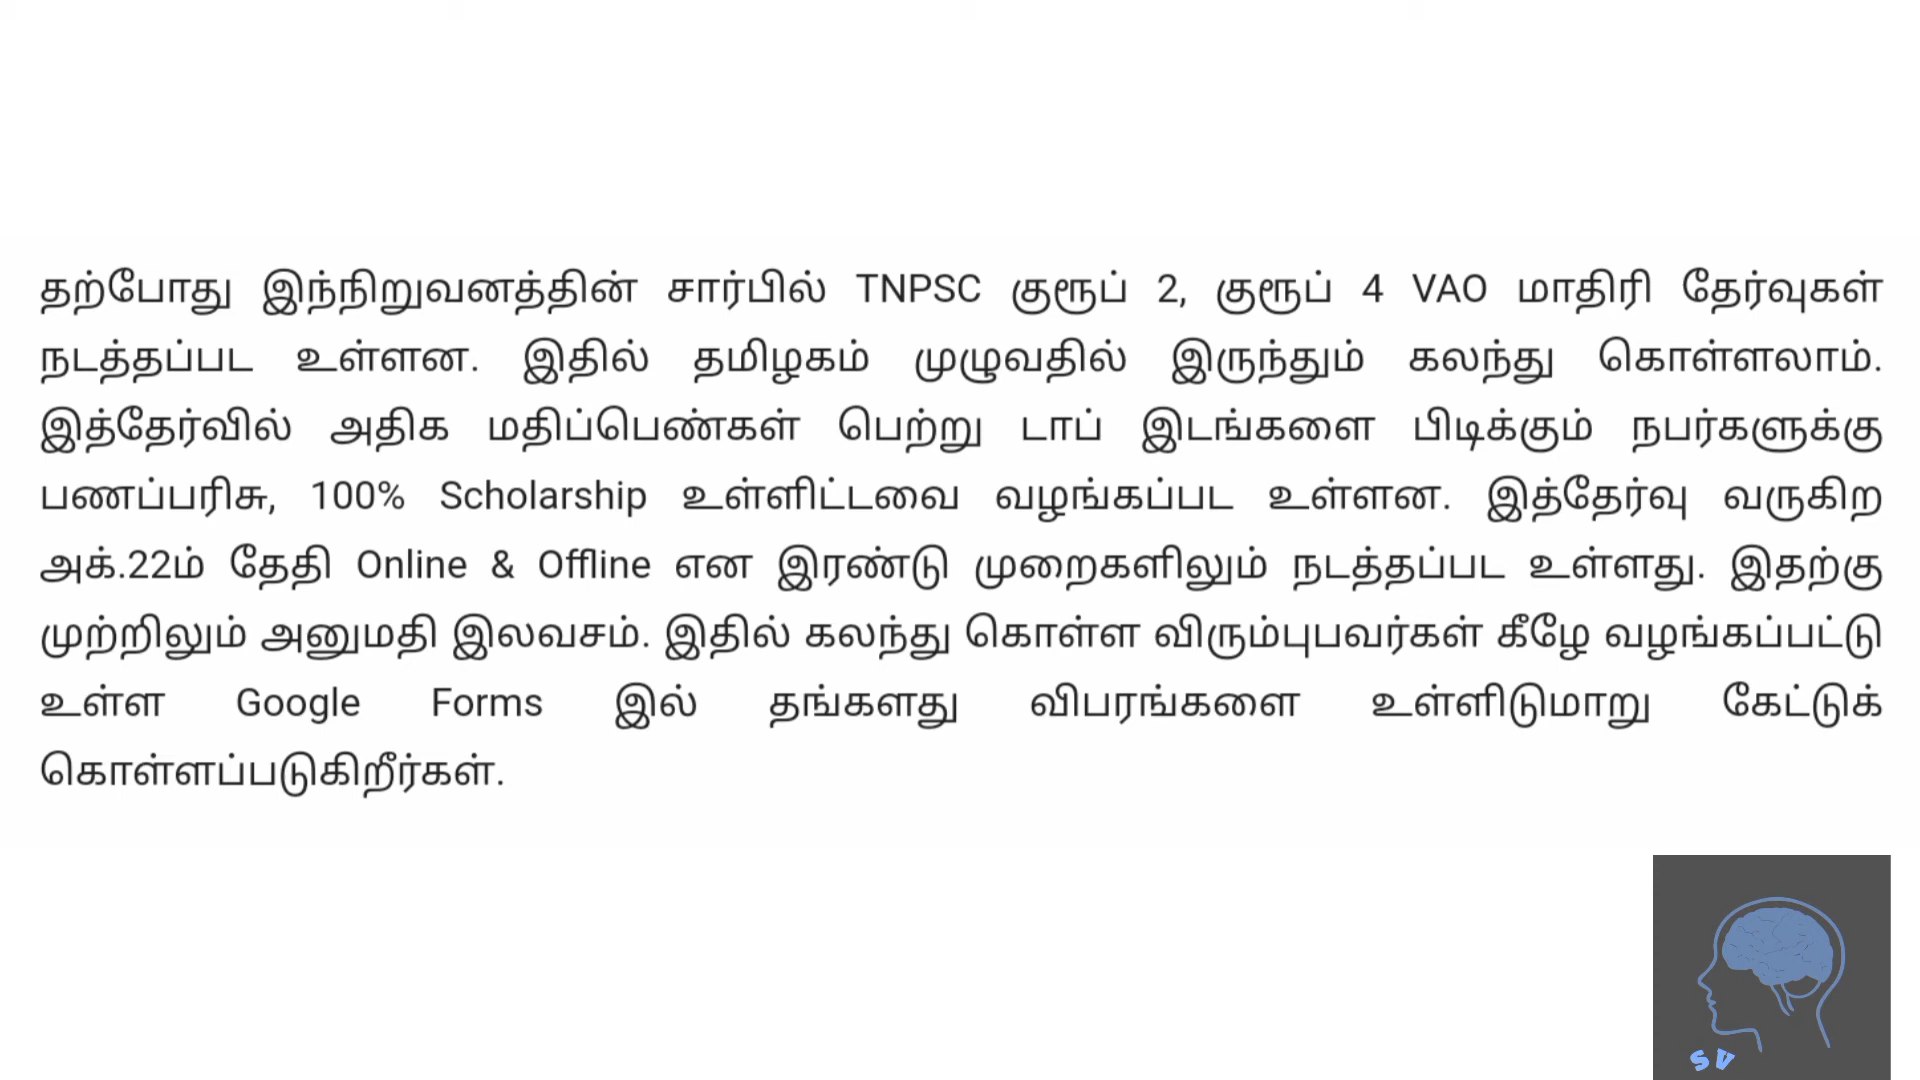 தற்போது இந்நிறுவனத்தின் சார்பில் TNPSC குரூப் 2, குரூப் 4 VAO மாதிரி தேர்வுகள்
நடத்தப்பட உள்ளன. இதில் தமிழகம் முழுவதில் இருந்தும் கலந்து கொள்ளலாம்.
இத்தேர்வில் அதிக மதிப்பெண்கள் பெற்று டாப் இடங்களை பிடிக்கும் நபர்களுக்கு
பணப்பரிசு, 100% Scholarship உள்ளிட்டவை வழங்கப்பட உள்ளன. இத்தேர்வு வருகிற
அக்.22ம் தேதி Online & Offline என இரண்டு முறைகளிலும் நடத்தப்பட உள்ளது. இதற்கு
முற்றிலும் அனுமதி இலவசம். இதில் கலந்து கொள்ள விரும்புபவர்கள் கீழே வழங்கப்பட்டு
உள்ள Google Forms இல் தங்களது விபரங்களை உள்ளிடுமாறு கேட்டுக்
கொள்ளப்படுகிறீர்கள்.
S V